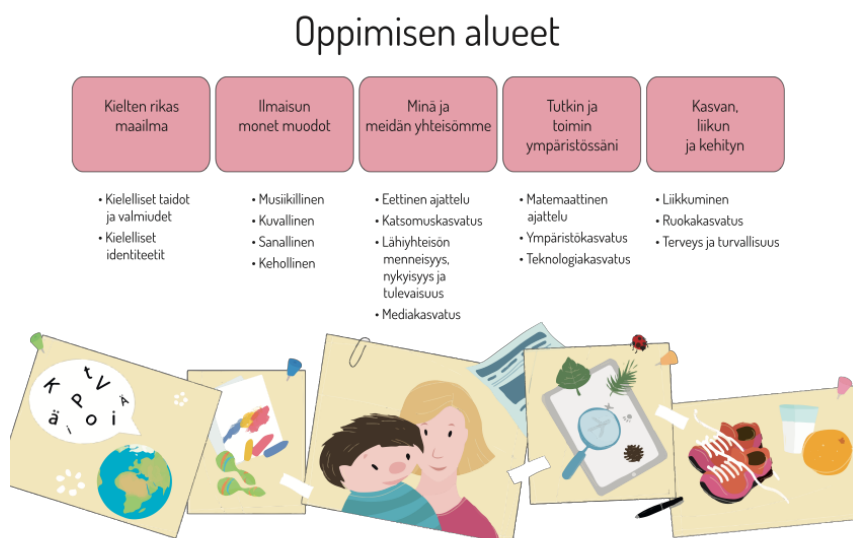 Oppimisen alueet
Kielten rikas
maailma
Ilmaisun
monet muodot
Minä ja
meidän yhteisömme
Tutkin ja
toimin
ympäristössäni
Kasvan,
liikun
ja kehityn
• Kielelliset taidot
ja valmiudet
• Kielelliset
identiteetit
• Musiikillinen
• Kuvallinen
• Sanallinen
• Kehollinen
• Eettinen ajattelu
• Katsomuskasvatus
• Lähiyhteisön
menneisyys,
nykyisyys ja
tulevaisuus
• Mediakasvatus
• Matemaattinen
ajattelu
• Ympäristökasvatus
• Teknologiakasvatus
• Liikkuminen
• Ruokakasvatus
• Terveys ja turvallisuus
K t V
P Ä
ä i o i